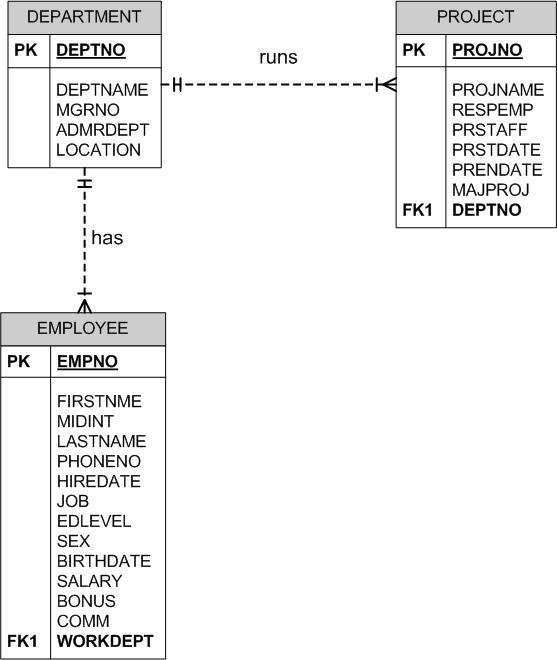 DEPARTMENT
PK DEPTNO
DEPTNAME
MGRNO
ADMRDEPT
LOCATION
runs
PROJECT
PK PROJNO
PROJNAME
RESPEMP
PRSTAFF
PRSTDATE
PRENDATE
MAJPROJ
FK1 DEPTNO
has
EMPLOYEE
PK EMPNO
FIRSTNME
MIDINT
LASTNAME
PHONENO
HIREDATE
JOB
EDLEVEL
SEX
BIRTHDATE
SALARY
BONUS
COMM
FK1 WORKDEPT